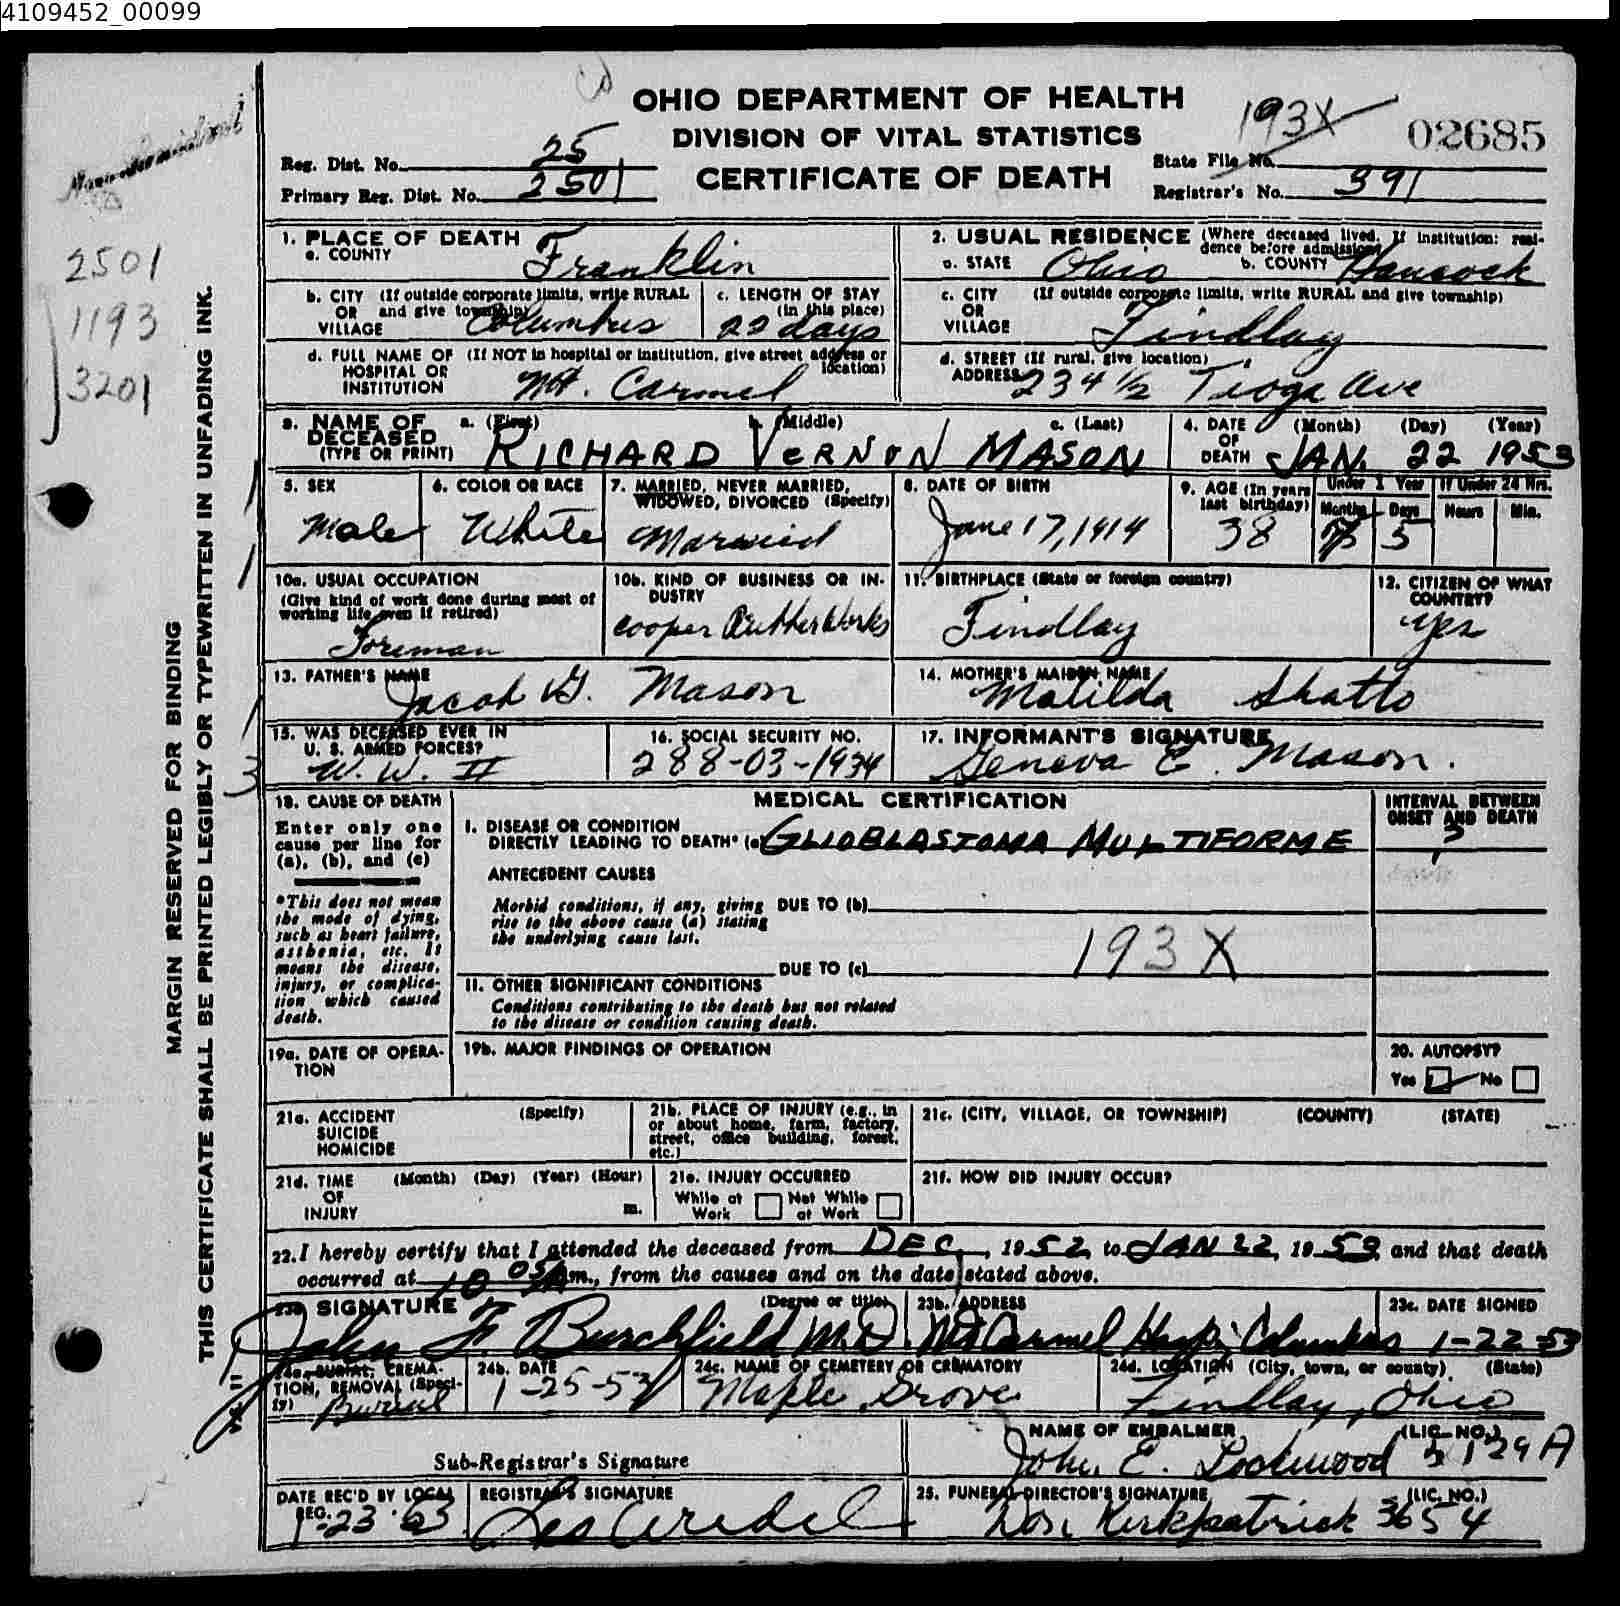 4109452_00099
OHIO DEPARTMENT OF HEALTH
DIVISION OF VITAL STATISTICS
CERTIFICATE OF DEATH
Reg. Dist. No. 25
Primary Reg. Dist. No. 2501
193X
02685
State File No.
Registrar's No. 391
2501
1193
3201
MARGIN RESERVED FOR BINDING
THIS CERTIFICATE SHALL BE PRINTED LEGIBLY OR TYPEWRITTEN IN UNFADING INK.
1. PLACE OF DEATH
a. COUNTY Franklin
2. USUAL RESIDENCE (Where deceased lived. If institution: residence before admission)
a. STATE Ohio b. COUNTY Hancock
b. CITY (If outside corporate limits, write RURAL
OR and give township)
VILLAGE Columbus
c. LENGTH OF STAY
(in this place)
22 days
c. CITY (If outside corporate limits, write RURAL and give township)
OR
VILLAGE Findlay
d. FULL NAME OF (If NOT in hospital or institution, give street address or location)
HOSPITAL OR
INSTITUTION Mt. Carmel
d. STREET (If rural, give location)
ADDRESS 234 1/2 Tioga Ave
3. NAME OF DECEASED
(TYPE OR PRINT)
a. (First) b. (Middle) c. (Last)
RICHARD VERNON MASON
4. DATE OF DEATH (Month) (Day) (Year)
JAN. 22 1953
5. SEX
Male
6. COLOR OR RACE
White
7. MARRIED, NEVER MARRIED,
WIDOWED, DIVORCED (Specify)
Married
8. DATE OF BIRTH
June 17, 1914
9. AGE (In years last birthday)
38
Under 1 Year If Under 24 Hrs.
Months Days Hours Min.
5
10a. USUAL OCCUPATION
(Give kind of work done during most of
working life, even if retired)
Foreman
10b. KIND OF BUSINESS OR INDUSTRY
Cooper Rubber Works
11. BIRTHPLACE (State or foreign country)
Findlay
12. CITIZEN OF WHAT COUNTRY?
Yes
13. FATHER'S NAME
Jacob G. Mason
14. MOTHER'S MAIDEN NAME
Matilda Shatto
15. WAS DECEASED EVER IN
U. S. ARMED FORCES?
W. W. II
16. SOCIAL SECURITY NO.
288-03-1934
17. INFORMANT'S SIGNATURE
Geneva E. Mason.
18. CAUSE OF DEATH
Enter only one
cause per line for
(a), (b), and (c)
*This does not mean
the mode of dying,
such as heart failure,
asthenia, etc. It
means the disease,
injury, or complica-
tion which caused
death.
MEDICAL CERTIFICATION
INTERVAL BETWEEN
ONSET AND DEATH
?
I. DISEASE OR CONDITION
DIRECTLY LEADING TO DEATH* (a) GLIOBLASTOMA MULTIFORME
ANTECEDENT CAUSES
Morbid conditions, if any, giving DUE TO (b)
rise to the above cause (a) stating
the underlying cause last.
193X
DUE TO (c)
II. OTHER SIGNIFICANT CONDITIONS
Conditions contributing to the death but not related
to the disease or condition causing death.
19a. DATE OF OPERA-
TION
19b. MAJOR FINDINGS OF OPERATION
20. AUTOPSY?
Yes No
21a. ACCIDENT (Specify)
SUICIDE
HOMICIDE
21b. PLACE OF INJURY (e.g., in
or about home, farm, factory,
street, office building, forest,
etc.)
21c. (CITY, VILLAGE, OR TOWNSHIP) (COUNTY) (STATE)
21d. TIME (Month) (Day) (Year) (Hour)
OF
INJURY m.
21e. INJURY OCCURRED
While at Work Not While at Work
21f. HOW DID INJURY OCCUR?
22. I hereby certify that I attended the deceased from DEC, 1952, to JAN 22, 1953 and that death
occurred at 10 05 A m., from the causes and on the date stated above.
23a. SIGNATURE (Degree or title)
John F. Burchfield M.D.
23b. ADDRESS
Mt Carmel Hosp; Columbus
23c. DATE SIGNED
1-22-53
24a. BURIAL, CREMA-
TION, REMOVAL (Speci-
fy)
Burial
24b. DATE
1-25-53
24c. NAME OF CEMETERY OR CREMATORY
Maple Grove
24d. LOCATION (City, town, or county) (State)
Findlay, Ohio
Sub-Registrar's Signature
NAME OF EMBALMER (LIC. NO.)
John E. Lockwood 5129A
DATE REC'D BY LOCAL REG.
1-23-53
REGISTRAR'S SIGNATURE
25. FUNERAL DIRECTOR'S SIGNATURE (LIC. NO.)
Don Kirkpatrick 3654